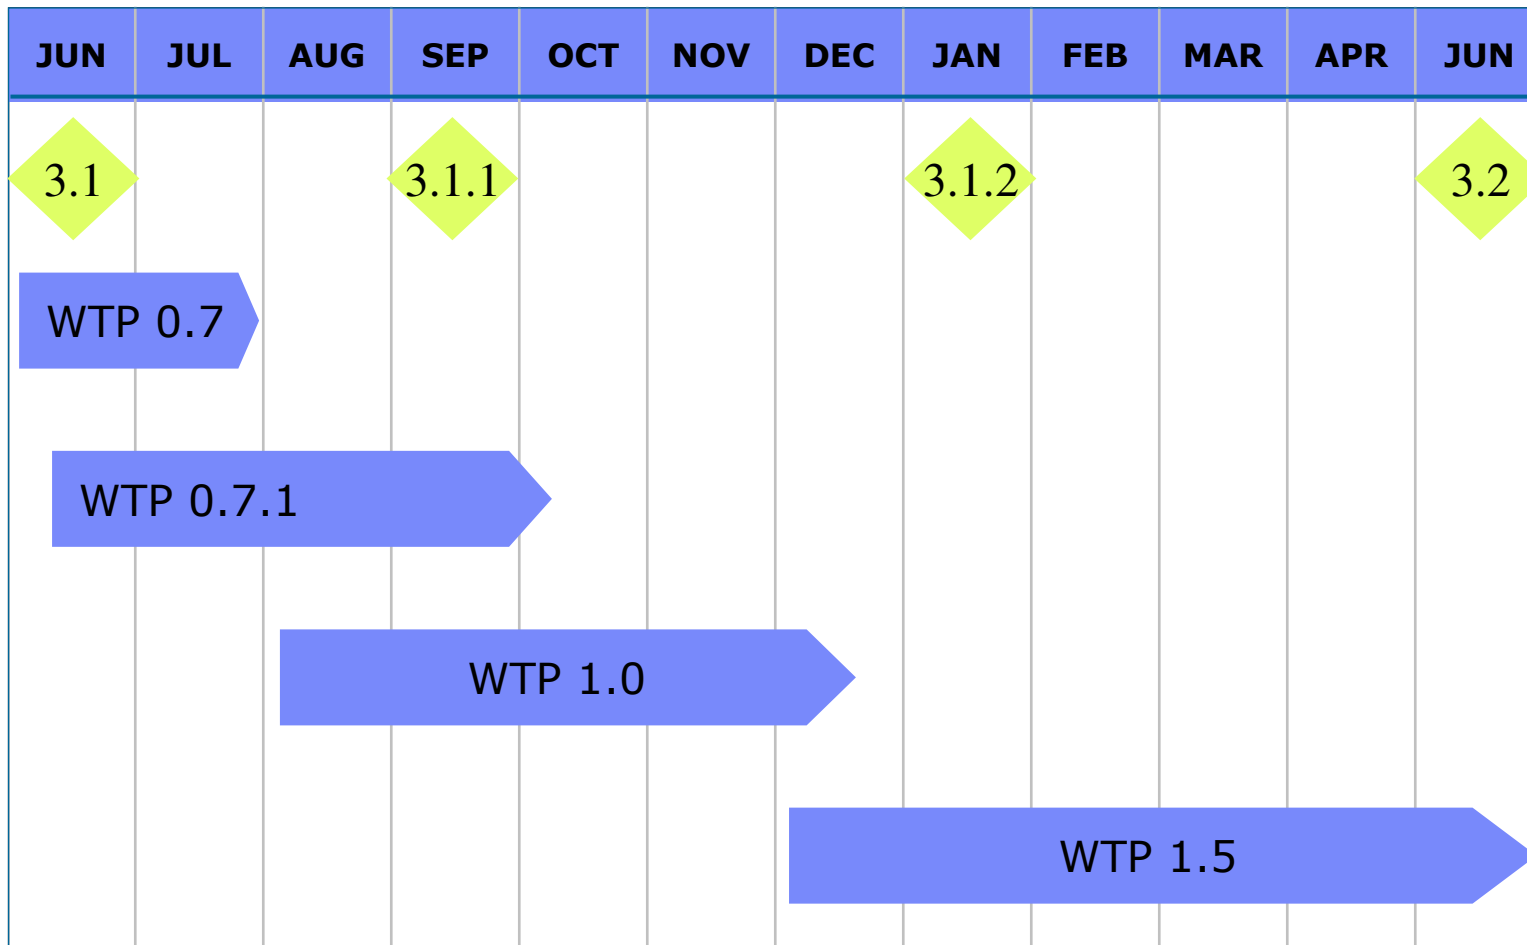 JUN JUL AUG SEP OCT NOV DEC JAN FEB MAR APR JUN
3.1 3.1.1 3.1.2 3.2
WTP 0.7
WTP 0.7.1
WTP 1.0
WTP 1.5